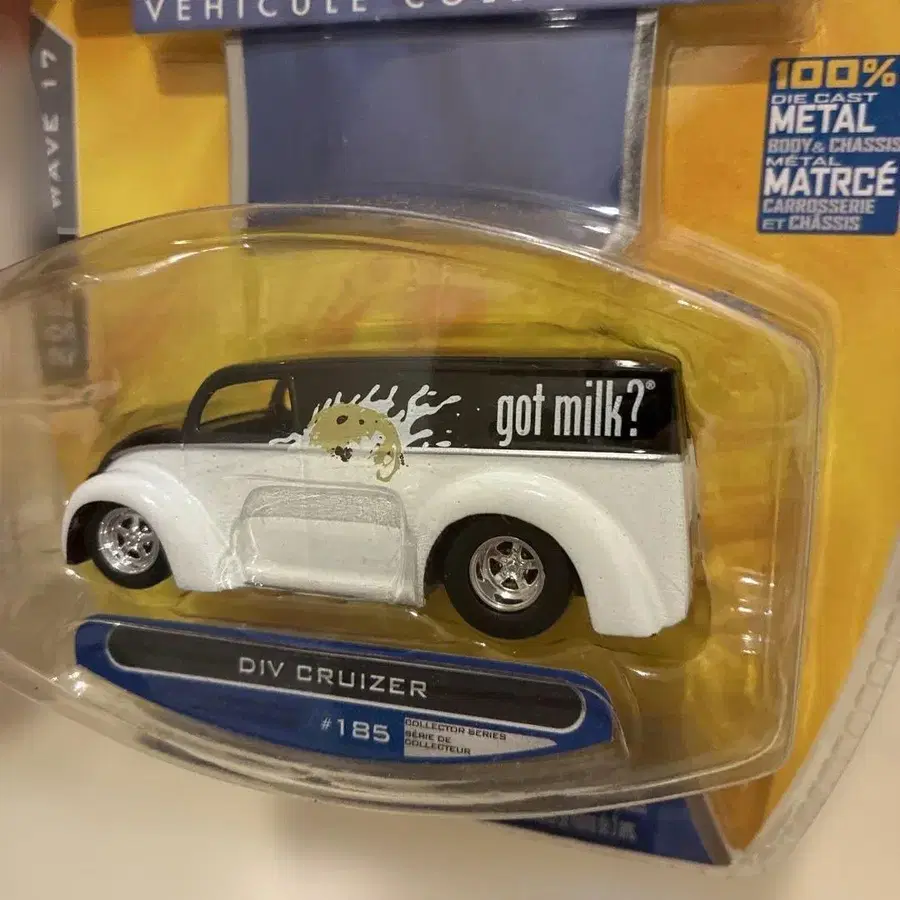 VEHICULE COLL
WAVE 17
100%
DIE CAST
METAL
BODY & CHASSIS
MÉTAL
MATRCÉ
CARROSSERIE
ET CHÂSSIS
got milk?®
DIV CRUIZER
#185
COLLECTOR SERIES
SÉRIE DE
COLLECTEUR